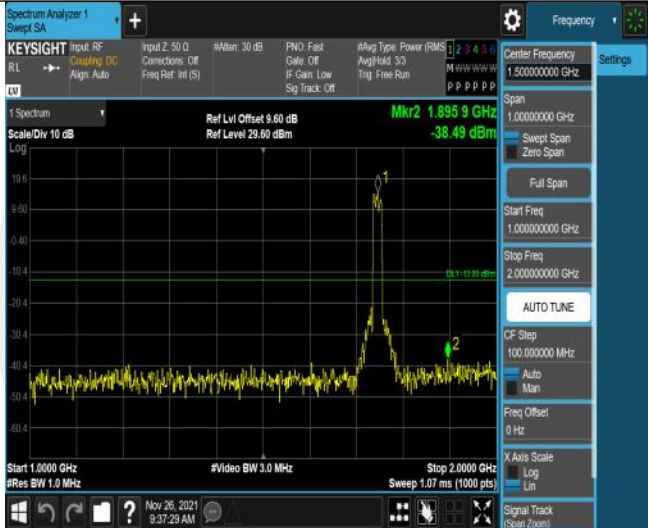 Spectrum Analyzer 1
Swept SA
+
Frequency
KEYSIGHT
RL
LV
Input: RF
Coupling: DC
Align: Auto
Input Z: 50 Ω
Corrections: Off
Freq Ref: Int (S)
#Atten: 30 dB
PNO: Fast
Gate: Off
IF Gain: Low
Sig Track: Off
#Avg Type: Power (RMS
Avg|Hold: 3/3
Trig: Free Run
1 2 3 4 5 6
M W W W W W
P P P P P P
1 Spectrum
Scale/Div 10 dB
Log
Ref Lvl Offset 9.60 dB
Ref Level 29.60 dBm
Mkr2 1.895 9 GHz
-38.49 dBm
19.6
9.60
-0.40
-10.4
-20.4
-30.4
-40.4
-50.4
-60.4
1
DL1 -13.00 dBm
2
Start 1.0000 GHz
#Res BW 1.0 MHz
#Video BW 3.0 MHz
Stop 2.0000 GHz
Sweep 1.07 ms (1000 pts)
?
Nov 26, 2021
9:37:29 AM
Center Frequency
1.500000000 GHz
Span
1.00000000 GHz
Swept Span
Zero Span
Full Span
Start Freq
1.000000000 GHz
Stop Freq
2.000000000 GHz
AUTO TUNE
CF Step
100.000000 MHz
Auto
Man
Freq Offset
0 Hz
X Axis Scale
Log
Lin
Signal Track
(Span Zoom)
Settings